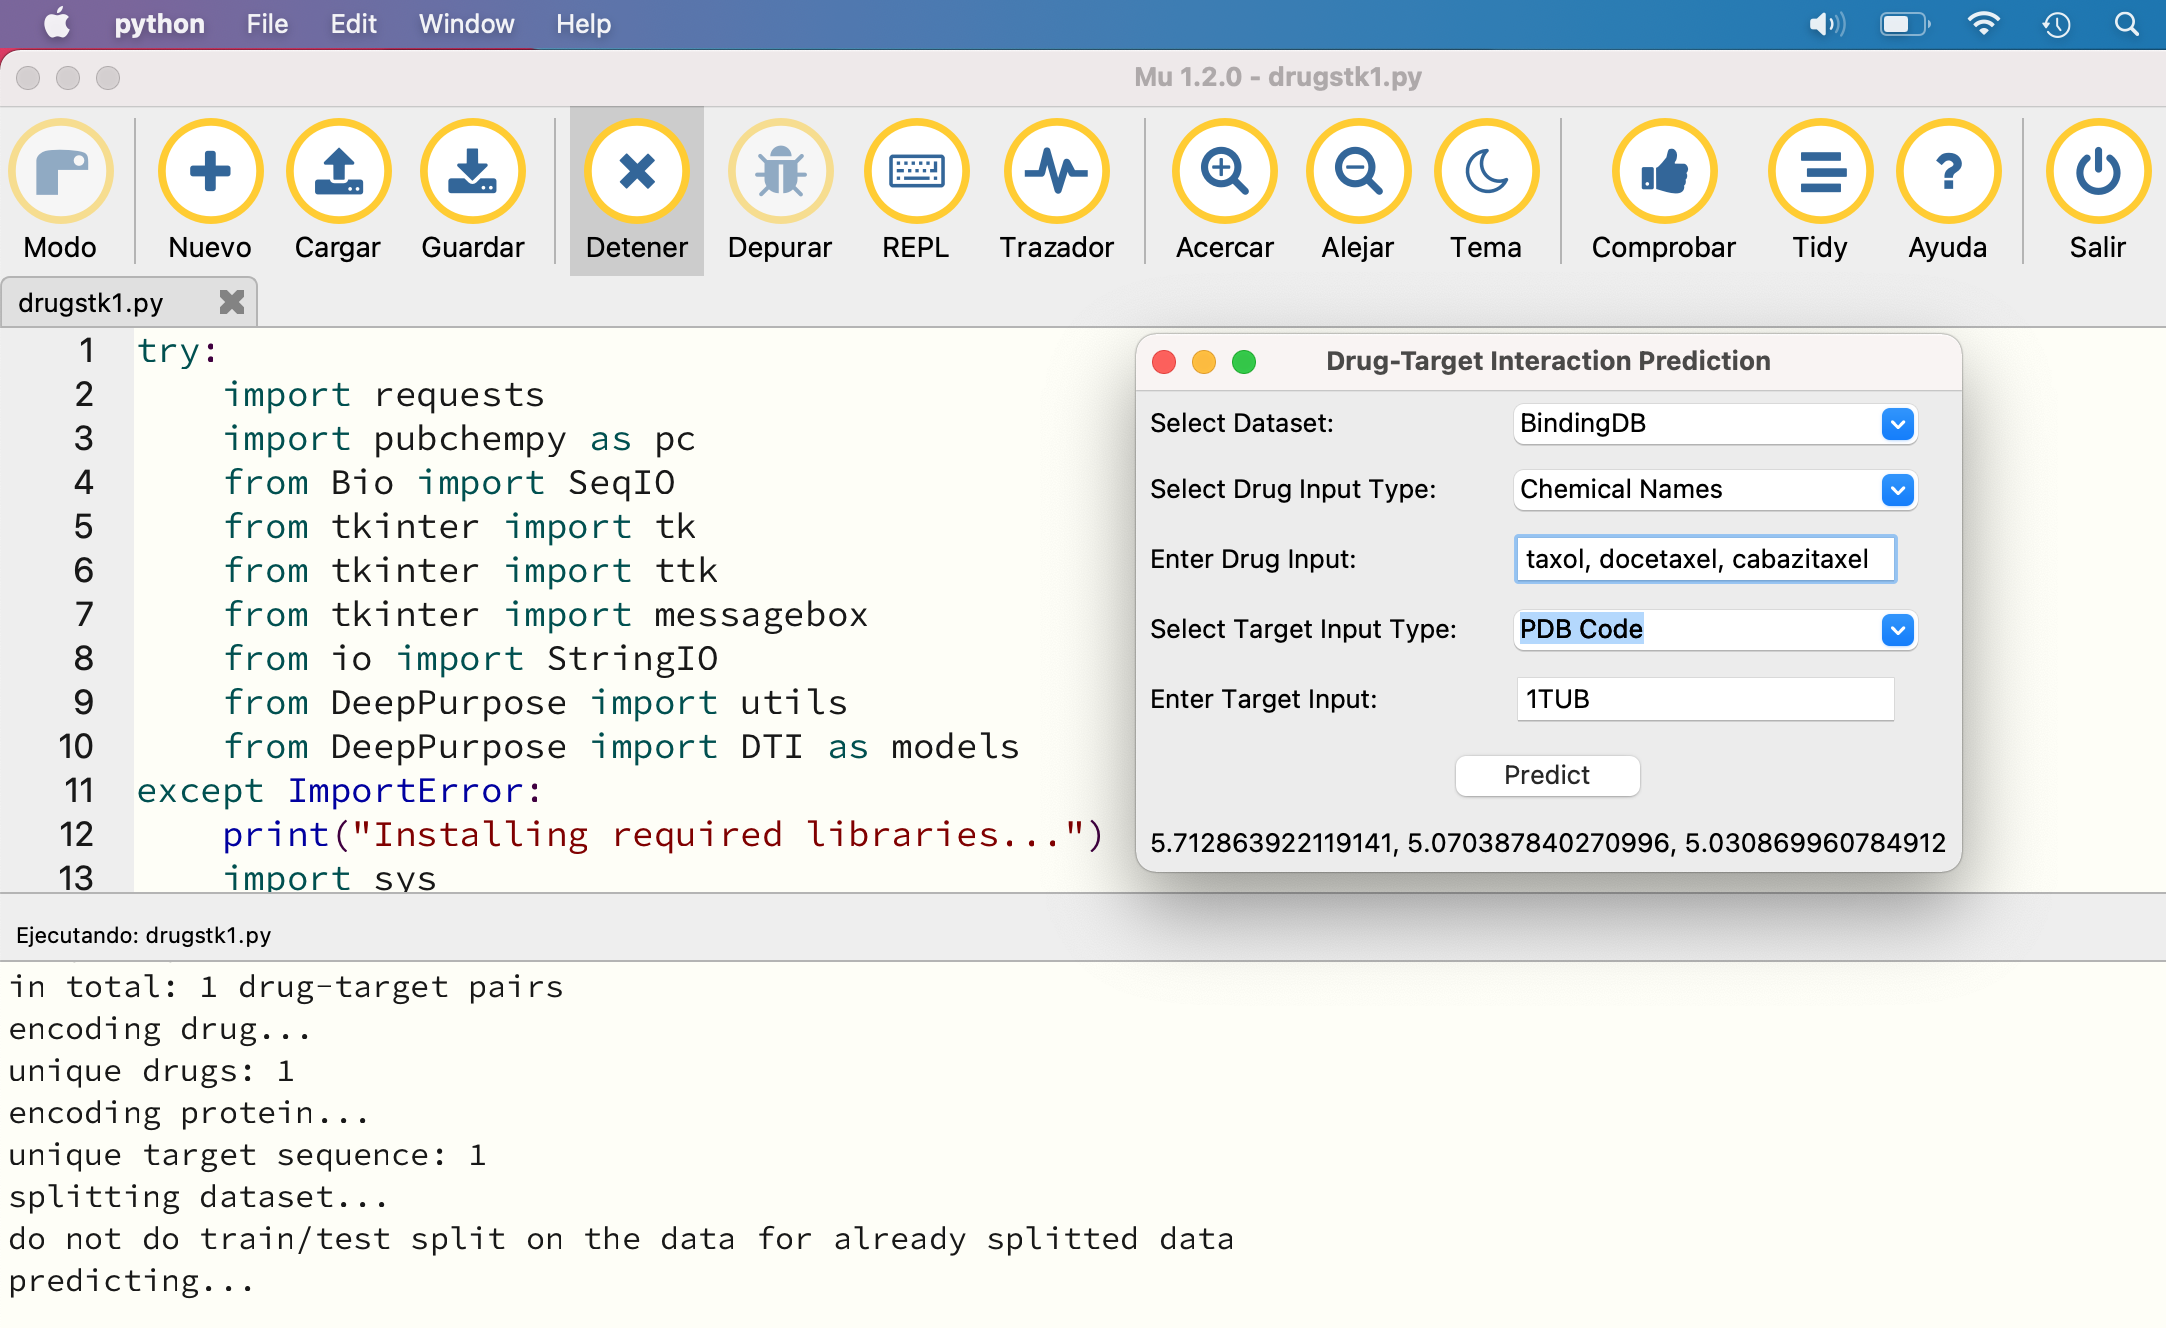 python File Edit Window Help
Mu 1.2.0 - drugstk1.py
Modo Nuevo Cargar Guardar Detener Depurar REPL Trazador Acercar Alejar Tema Comprobar Tidy Ayuda Salir
drugstk1.py
1 try:
2 import requests
3 import pubchempy as pc
4 from Bio import SeqIO
5 from tkinter import tk
6 from tkinter import ttk
7 from tkinter import messagebox
8 from io import StringIO
9 from DeepPurpose import utils
10 from DeepPurpose import DTI as models
11 except ImportError:
12 print("Installing required libraries...")
13 import sys
Drug-Target Interaction Prediction
Select Dataset: BindingDB
Select Drug Input Type: Chemical Names
Enter Drug Input: taxol, docetaxel, cabazitaxel
Select Target Input Type: PDB Code
Enter Target Input: 1TUB
Predict
5.712863922119141, 5.070387840270996, 5.030869960784912
Ejecutando: drugstk1.py
in total: 1 drug-target pairs
encoding drug...
unique drugs: 1
encoding protein...
unique target sequence: 1
splitting dataset...
do not do train/test split on the data for already splitted data
predicting...